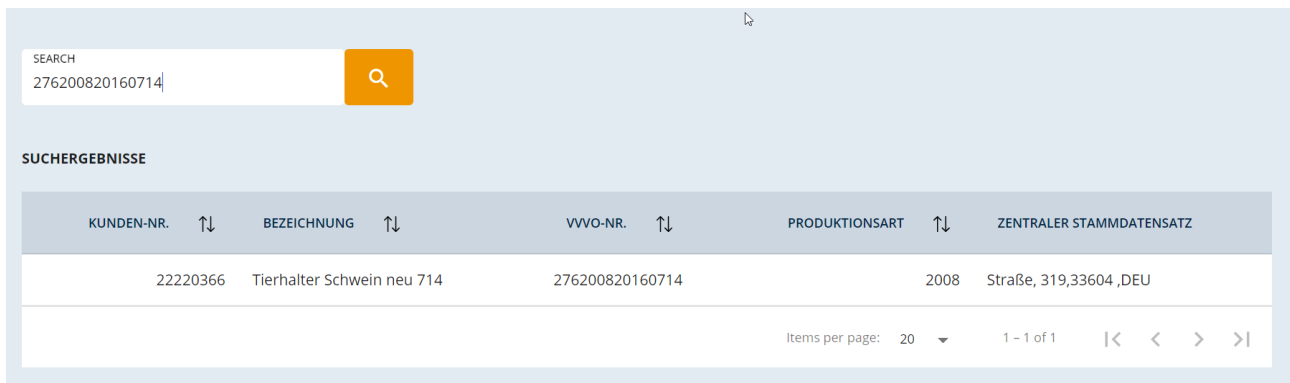 SEARCH
276200820160714
SUCHERGEBNISSE
KUNDEN-NR. BEZEICHNUNG VVVO-NR. PRODUKTIONSART ZENTRALER STAMMDATENSATZ
22220366 Tierhalter Schwein neu 714 276200820160714 2008 Straße, 319,33604 ,DEU
Items per page: 20 1 – 1 of 1